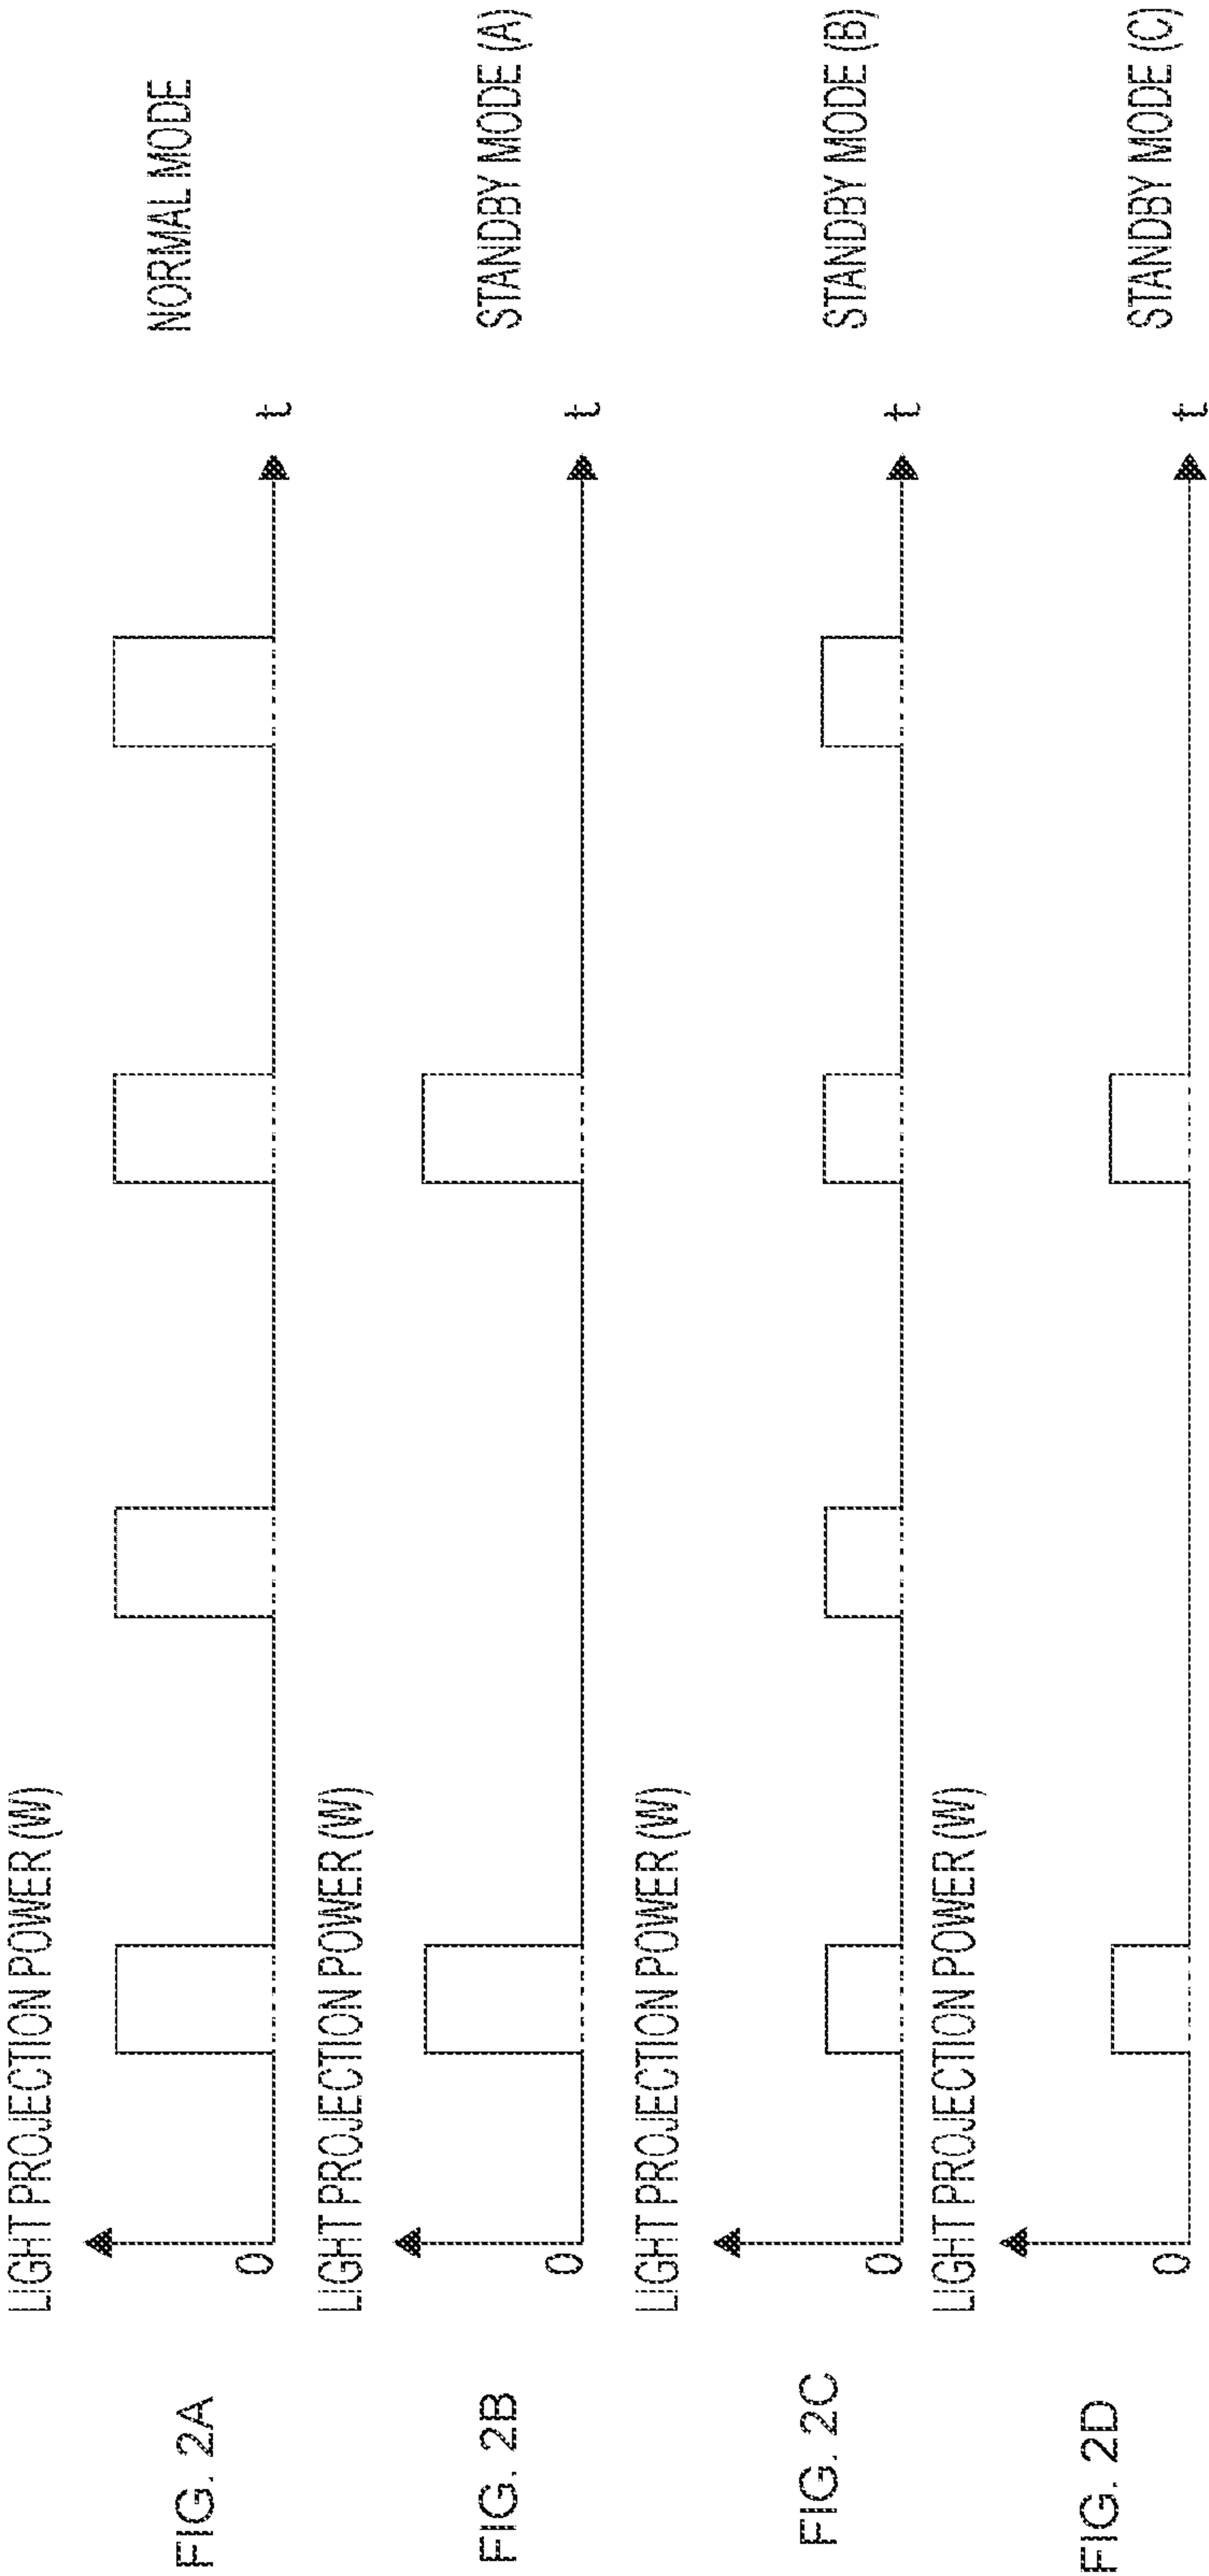 FIG. 2A
LIGHT PROJECTION POWER (W)
0
t
NORMAL MODE
FIG. 2B
LIGHT PROJECTION POWER (W)
0
t
STANDBY MODE (A)
FIG. 2C
LIGHT PROJECTION POWER (W)
0
t
STANDBY MODE (B)
FIG. 2D
LIGHT PROJECTION POWER (W)
0
t
STANDBY MODE (C)